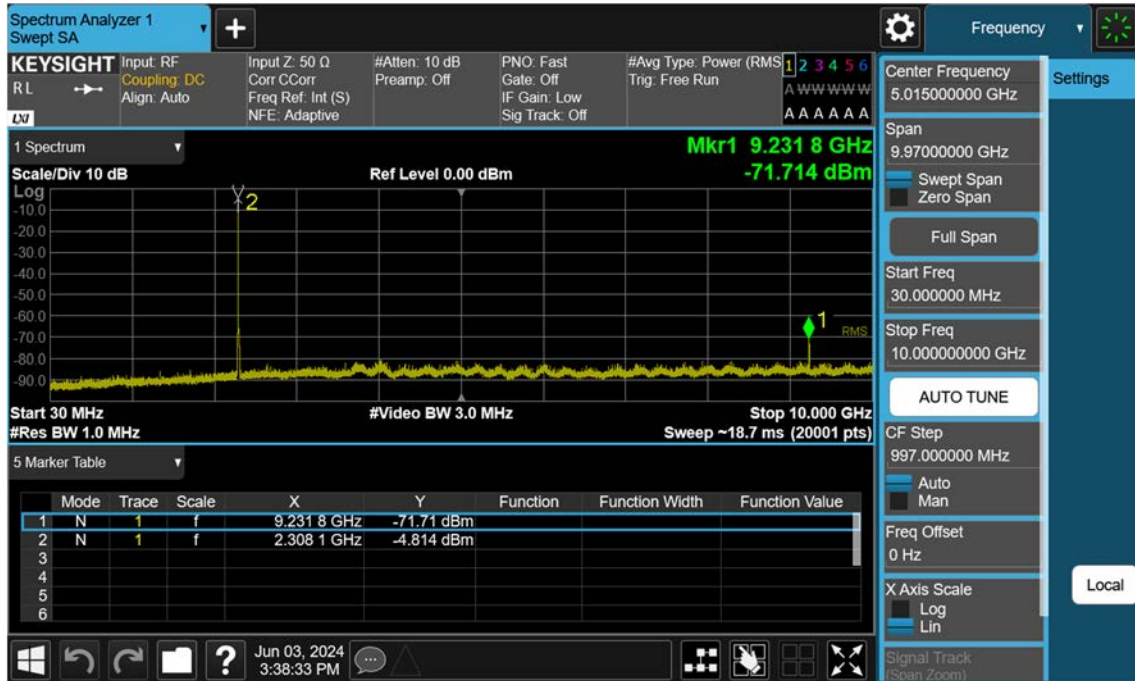 Spectrum Analyzer 1
Swept SA
Frequency
KEYSIGHT
R L
LXI
Input: RF
Coupling: DC
Align: Auto
Input Z: 50 Ω
Corr CCorr
Freq Ref: Int (S)
NFE: Adaptive
#Atten: 10 dB
Preamp: Off
PNO: Fast
Gate: Off
IF Gain: Low
Sig Track: Off
#Avg Type: Power (RMS
Trig: Free Run
1 2 3 4 5 6
A W W W W W
A A A A A A
1 Spectrum
Scale/Div 10 dB
Ref Level 0.00 dBm
Mkr1 9.231 8 GHz
-71.714 dBm
Log
-10.0
-20.0
-30.0
-40.0
-50.0
-60.0
-70.0
-80.0
-90.0
2
1
RMS
Start 30 MHz
#Video BW 3.0 MHz
Stop 10.000 GHz
#Res BW 1.0 MHz
Sweep ~18.7 ms (20001 pts)
5 Marker Table
Mode Trace Scale X Y Function Function Width Function Value
1 N 1 f 9.231 8 GHz -71.71 dBm
2 N 1 f 2.308 1 GHz -4.814 dBm
3
4
5
6
Jun 03, 2024
3:38:33 PM
Center Frequency
5.015000000 GHz
Span
9.97000000 GHz
Swept Span
Zero Span
Full Span
Start Freq
30.000000 MHz
Stop Freq
10.000000000 GHz
AUTO TUNE
CF Step
997.000000 MHz
Auto
Man
Freq Offset
0 Hz
X Axis Scale
Log
Lin
Signal Track
(Span Zoom)
Settings
Local